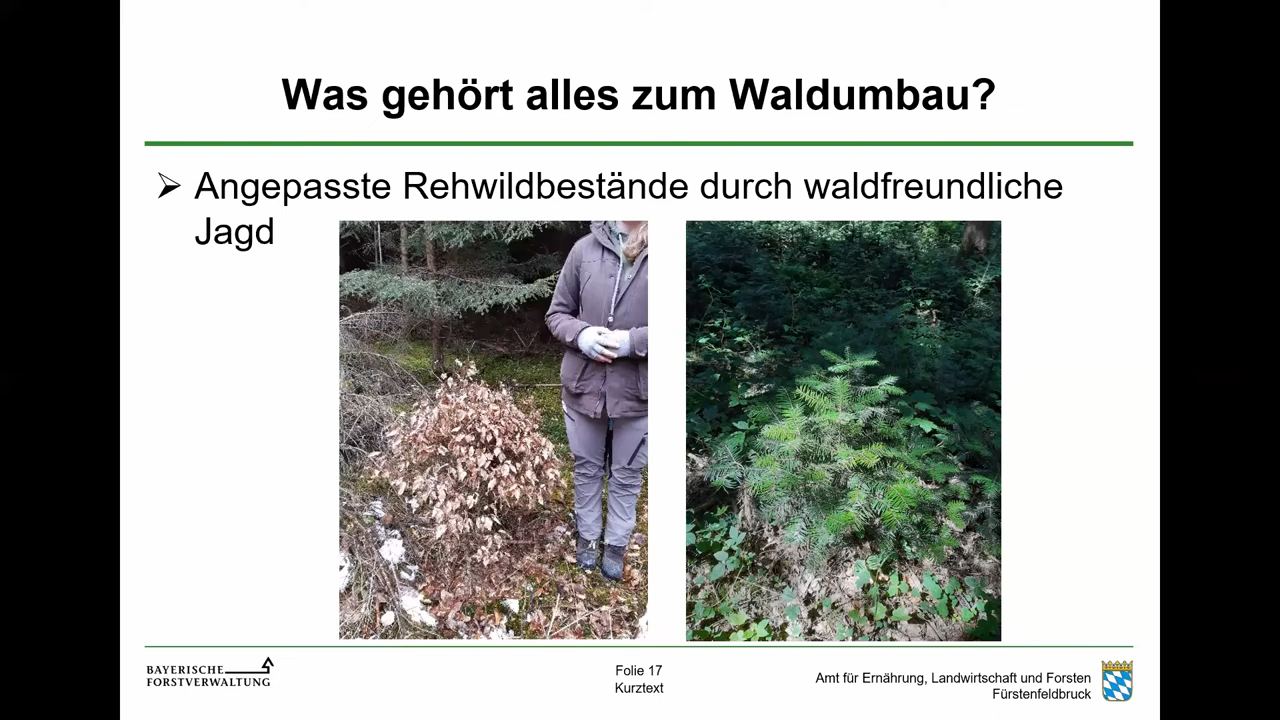 Was gehört alles zum Waldumbau?
➢ Angepasste Rehwildbestände durch waldfreundliche
Jagd
BAYERISCHE
FORSTVERWALTUNG
Folie 17
Kurztext
Amt für Ernährung, Landwirtschaft und Forsten
Fürstenfeldbruck